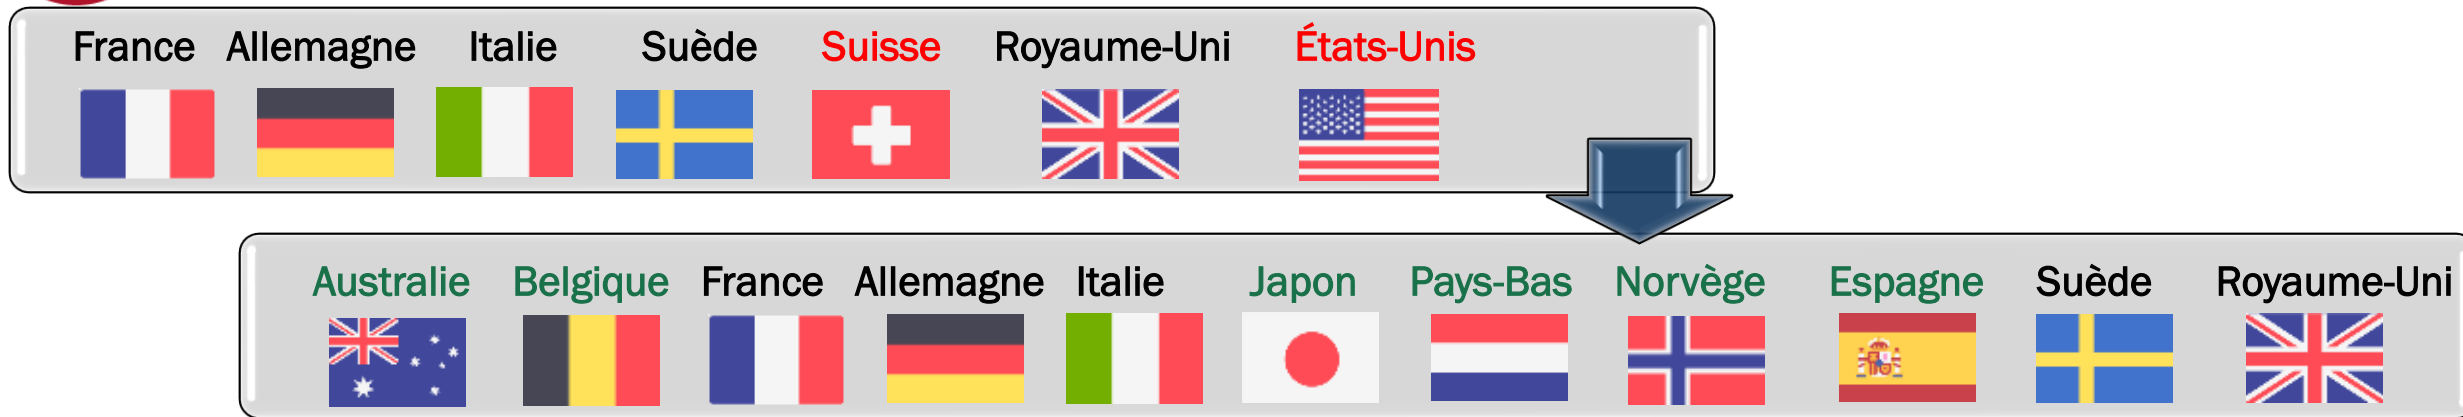 France Allemagne Italie Suède Suisse Royaume-Uni États-Unis
Australie Belgique France Allemagne Italie Japon Pays-Bas Norvège Espagne Suède Royaume-Uni